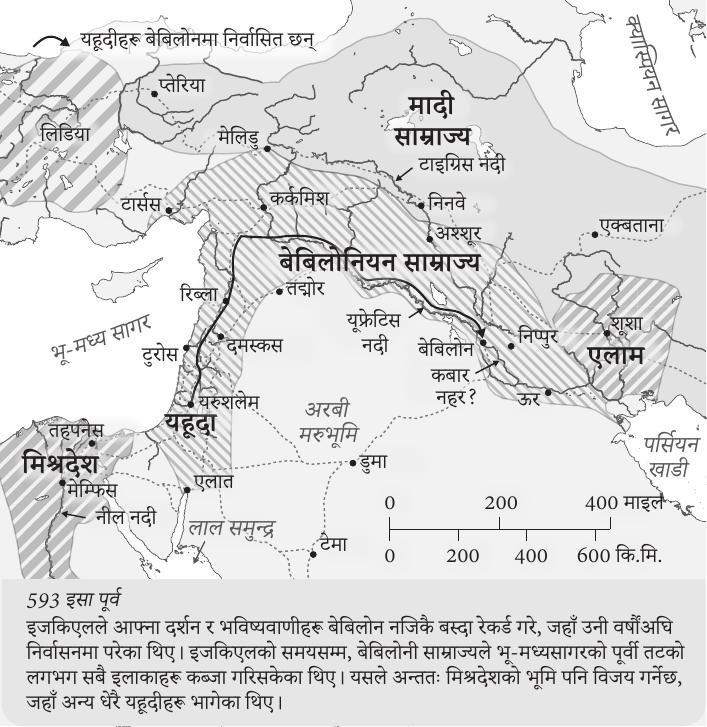 यहूदीहरू बेबिलोनमा निर्वासित छन्
क्यास्पियन सागर
प्तेरिया
मादी
साम्राज्य
लिडिया
मेलिडु
टाइग्रिस नदी
टार्सस
कर्कमिश
निनवे
अश्शूर
एक्बताना
बेबिलोनियन साम्राज्य
रिब्ला
तद्मोर
भू-मध्य सागर
यूफ्रेटिस
नदी
शूशा
निप्पुर
टुरोस
दमस्कस
बेबिलोन
एलाम
कबार
नहर?
ऊर
यरुशलेम
यहूदा
अरबी
मरुभूमि
तहपनेस
पर्सियन
खाडी
मिश्रदेश
डुमा
मेम्फिस
एलात
नील नदी
लाल समुन्द्र
टेमा
0 200 400 माइल
0 200 400 600 कि.मि.
593 इसा पूर्व
इजकिएलले आफ्ना दर्शन र भविष्यवाणीहरू बेबिलोन नजिकै बस्दा रेकर्ड गरे, जहाँ उनी वर्षौंअघि
निर्वासनमा परेका थिए। इजकिएलको समयसम्म, बेबिलोनी साम्राज्यले भू-मध्यसागरको पूर्वी तटको
लगभग सबै इलाकाहरू कब्जा गरिसकेका थिए। यसले अन्ततः मिश्रदेशको भूमि पनि विजय गर्नेछ,
जहाँ अन्य धेरै यहूदीहरू भागेका थिए।